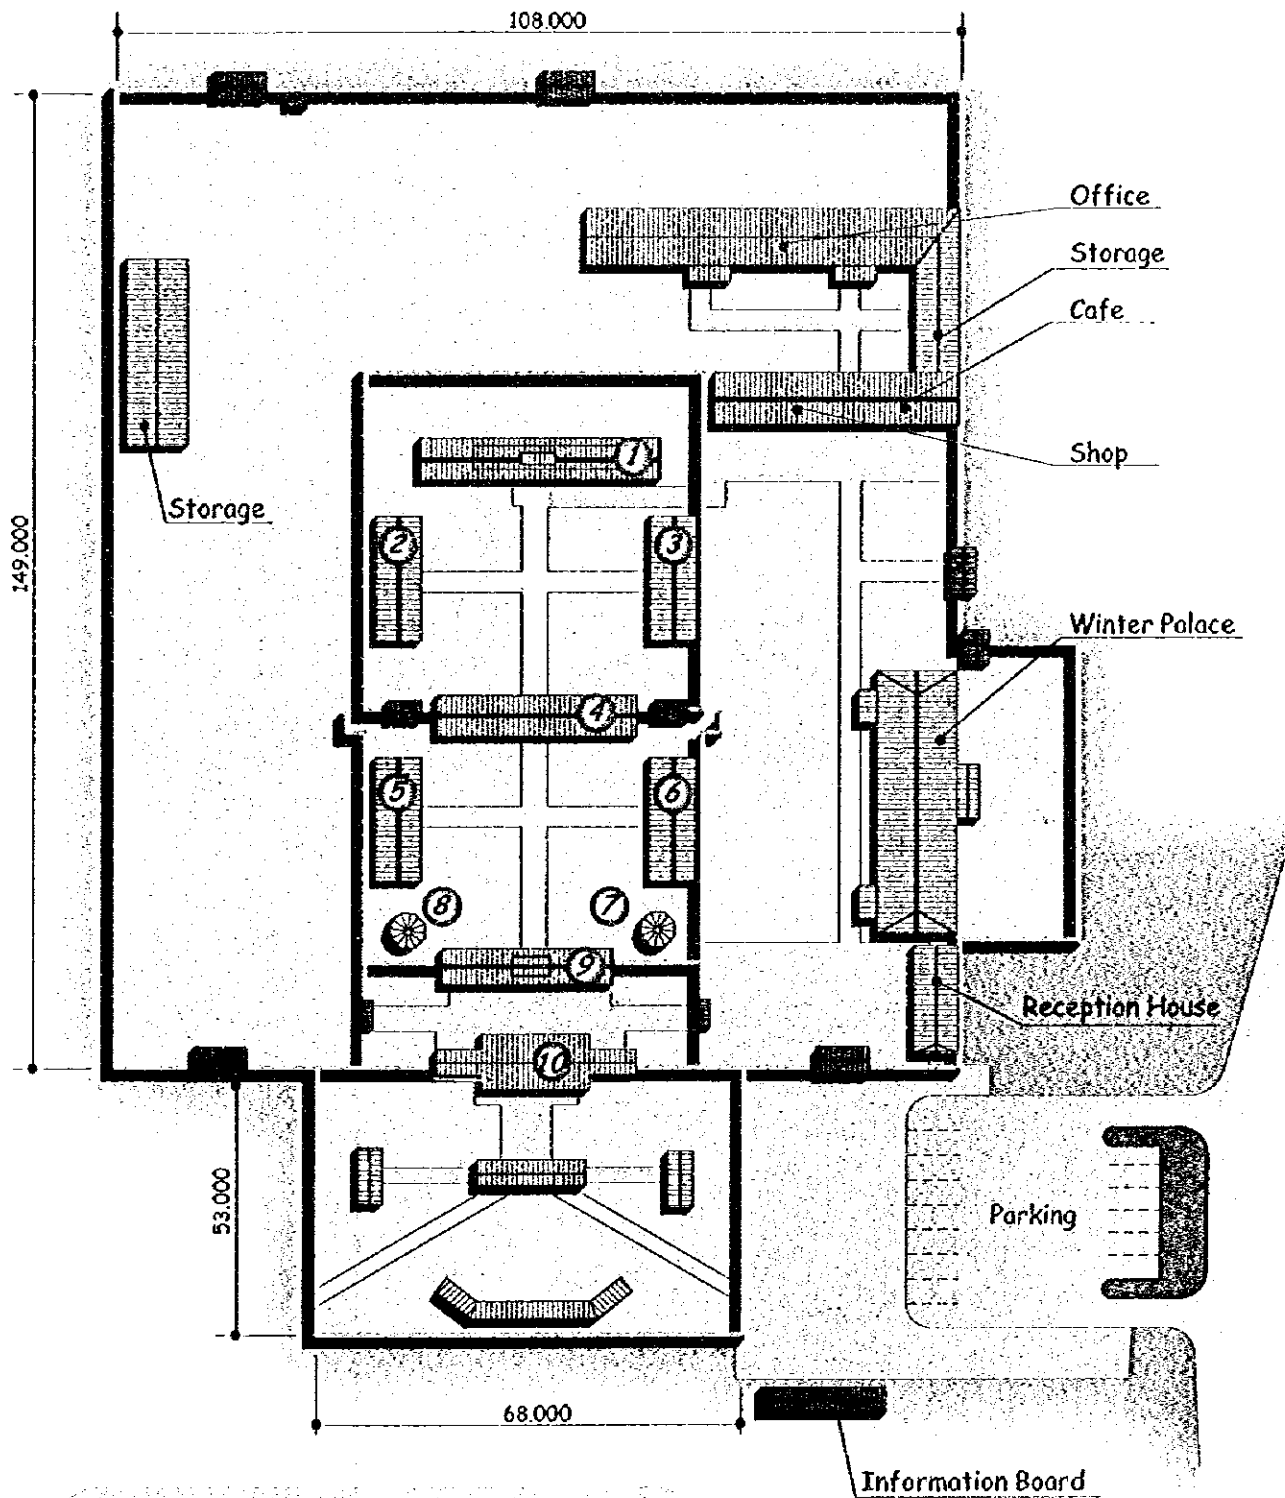 108.000
Office
Storage
Cafe
Shop
Storage
149.000
1
2
3
Winter Palace
4
5
6
8
7
9
Reception House
10
53.000
Parking
68.000
Information Board